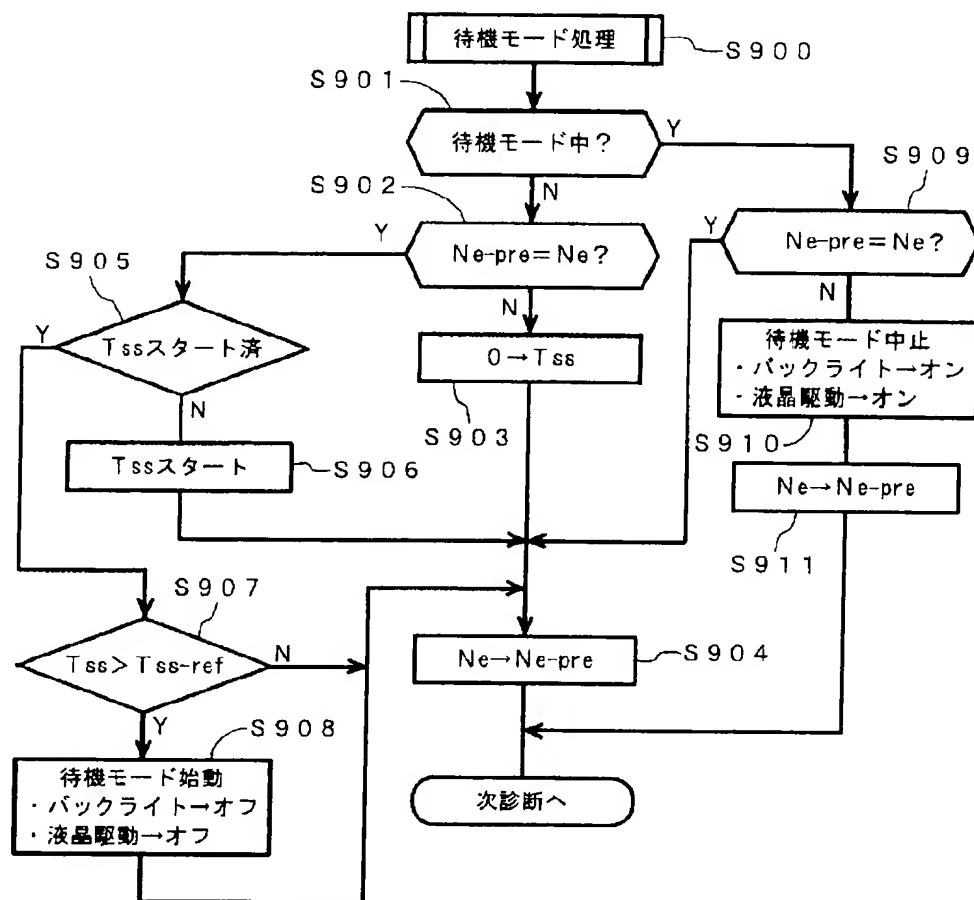 待機モード処理
S900
S901
待機モード中?
Y
N
S902
S909
Y
Ne-pre=Ne?
Y
Ne-pre=Ne?
S905
N
N
Y
Tssスタート済
0→Tss
待機モード中止
・バックライト→オン
・液晶駆動→オン
N
S903
S910
Tssスタート
S906
Ne→Ne-pre
S911
S907
Tss>Tss-ref
N
Ne→Ne-pre
S904
Y
S908
待機モード始動
・バックライト→オフ
・液晶駆動→オフ
次診断へ